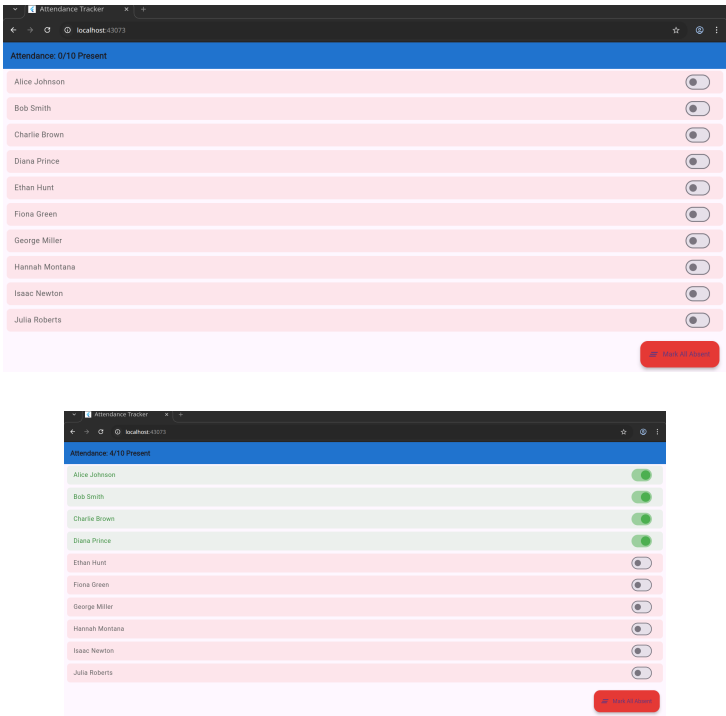 Attendance Tracker × +
localhost:43073
Attendance: 0/10 Present
Alice Johnson
Bob Smith
Charlie Brown
Diana Prince
Ethan Hunt
Fiona Green
George Miller
Hannah Montana
Isaac Newton
Julia Roberts
Mark All Absent
Attendance Tracker × +
localhost:43073
Attendance: 4/10 Present
Alice Johnson
Bob Smith
Charlie Brown
Diana Prince
Ethan Hunt
Fiona Green
George Miller
Hannah Montana
Isaac Newton
Julia Roberts
Mark All Absent